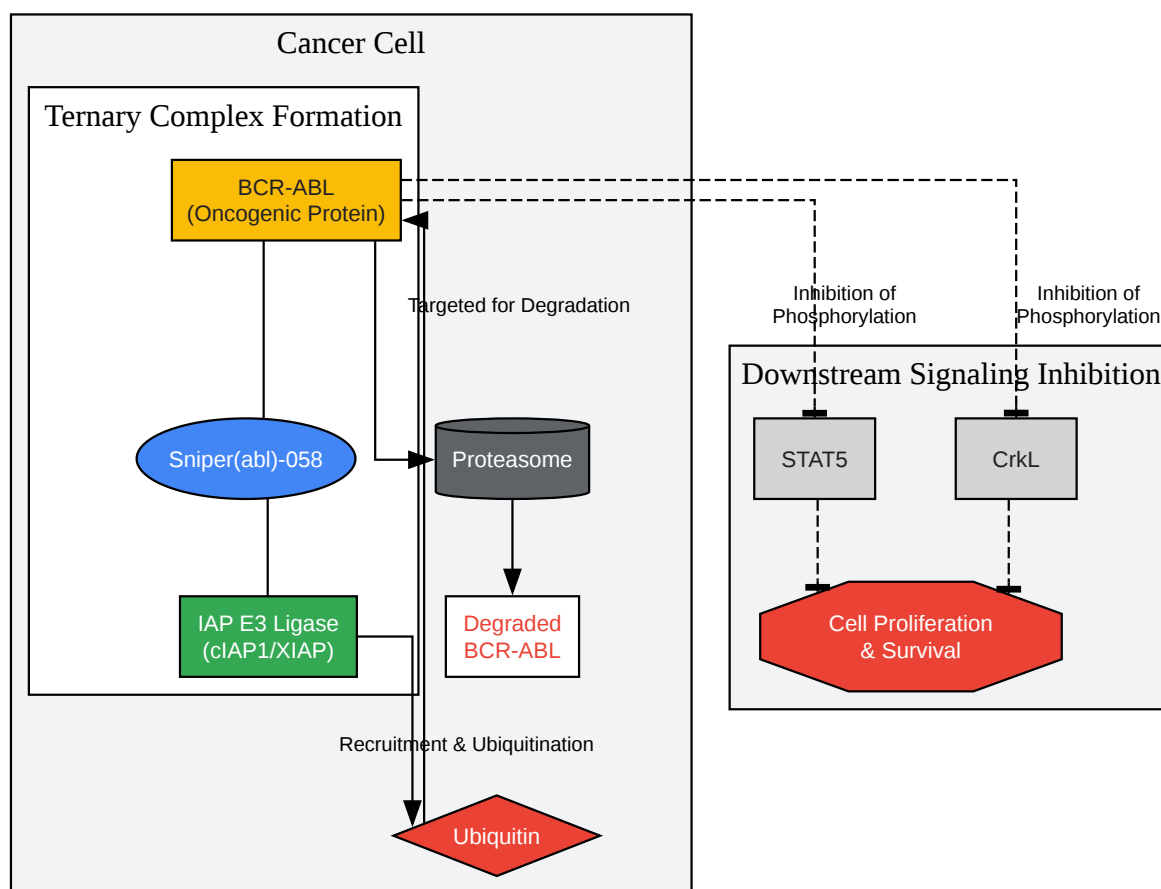 Cancer Cell
Ternary Complex Formation
BCR-ABL
(Oncogenic Protein)
Targeted for Degradation
Inhibition of
Phosphorylation
Inhibition of
Phosphorylation
Downstream Signaling Inhibition
Sniper(abl)-058
Proteasome
STAT5
CrkL
IAP E3 Ligase
(cIAP1/XIAP)
Degraded
BCR-ABL
Cell Proliferation
& Survival
Recruitment & Ubiquitination
Ubiquitin